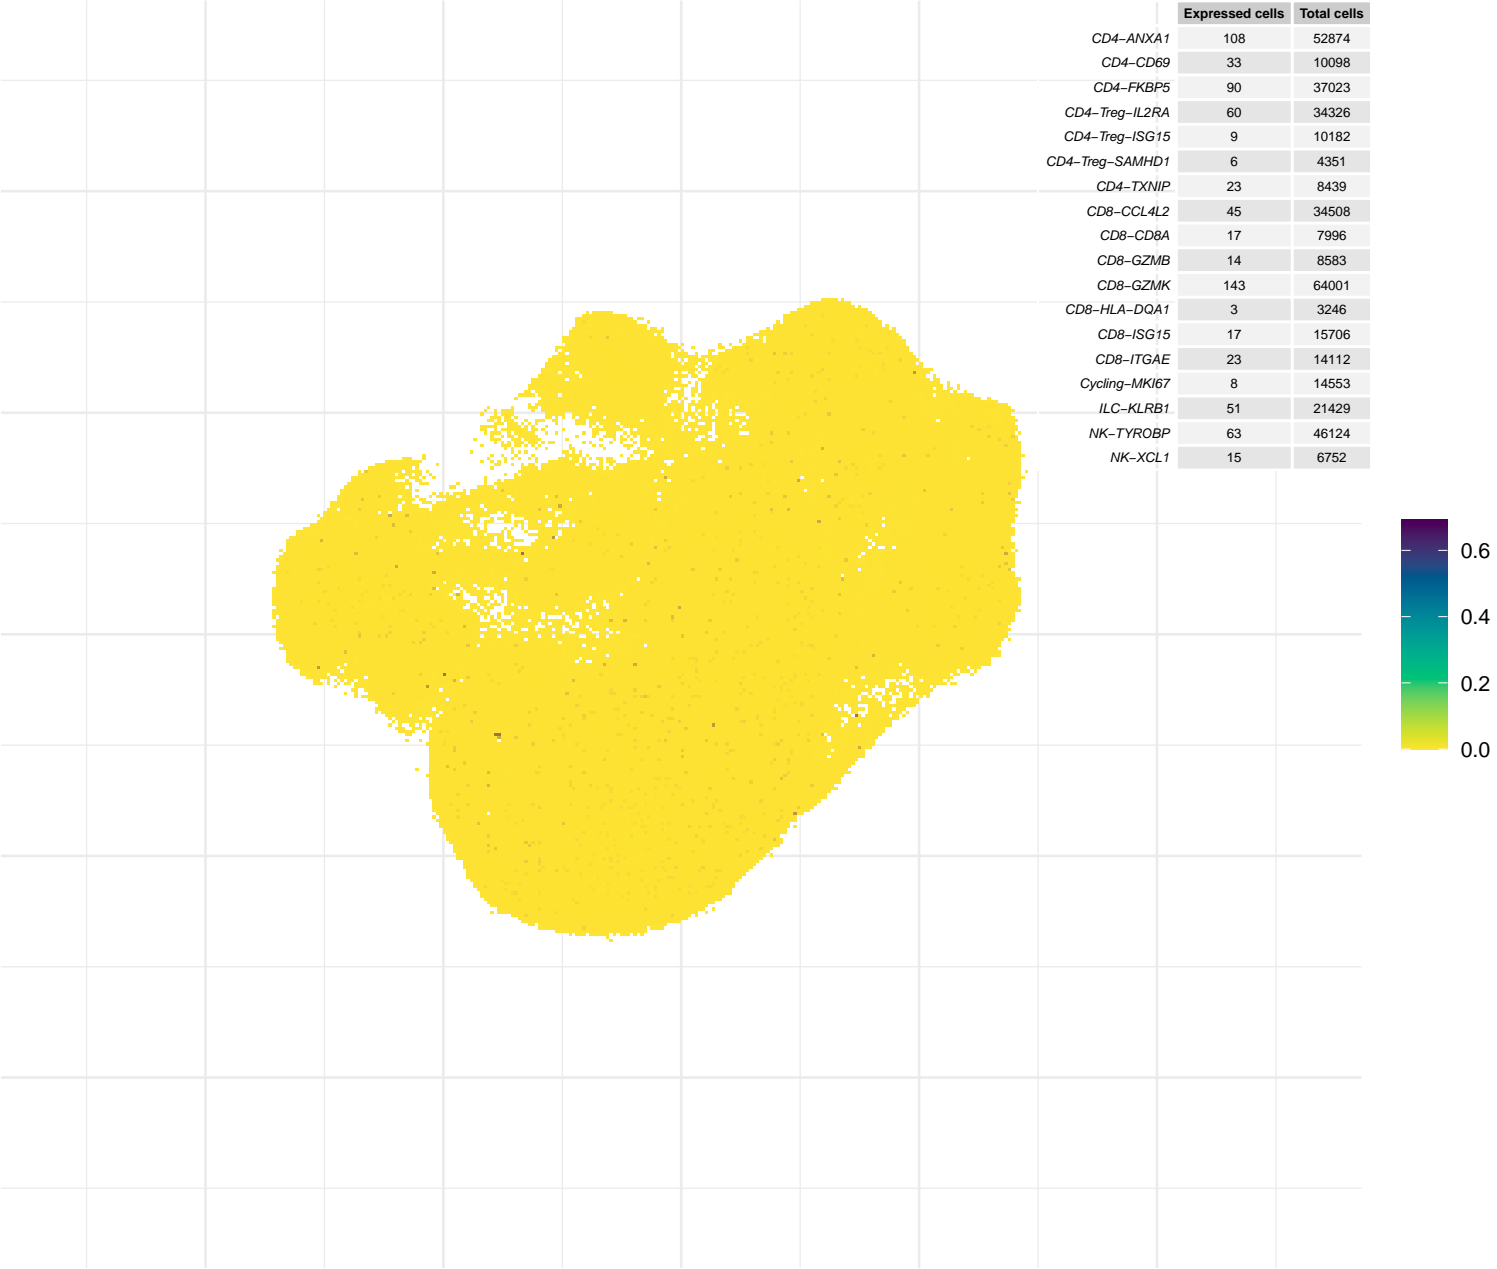 Expressed cells Total cells
CD4−ANXA1 108 52874
CD4−CD69 33 10098
CD4−FKBP5 90 37023
CD4−Treg−IL2RA 60 34326
CD4−Treg−ISG15 9 10182
CD4−Treg−SAMHD1 6 4351
CD4−TXNIP 23 8439
CD8−CCL4L2 45 34508
CD8−CD8A 17 7996
CD8−GZMB 14 8583
CD8−GZMK 143 64001
CD8−HLA−DQA1 3 3246
CD8−ISG15 17 15706
CD8−ITGAE 23 14112
Cycling−MKI67 8 14553
ILC−KLRB1 51 21429
NK−TYROBP 63 46124
NK−XCL1 15 6752
0.6
0.4
0.2
0.0